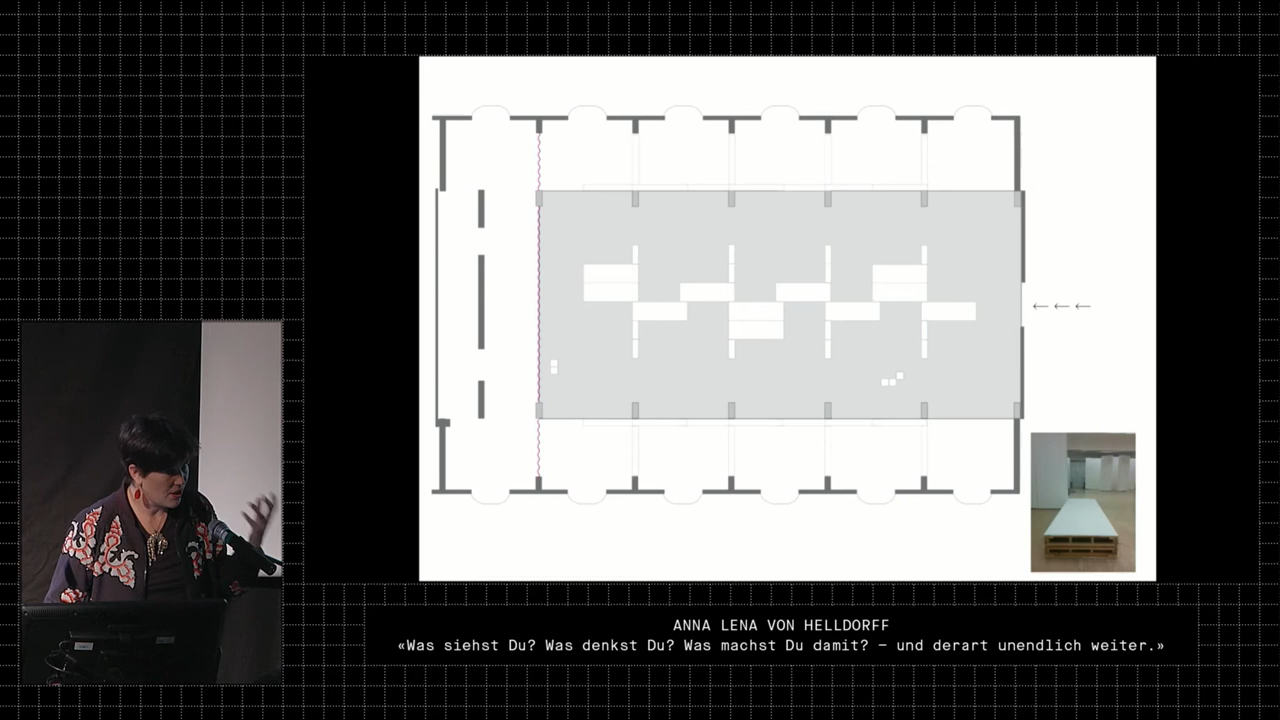 ANNA LENA VON HELLDORFF
«Was siehst Du? Was denkst Du? Was machst Du damit? – und derart unendlich weiter.»